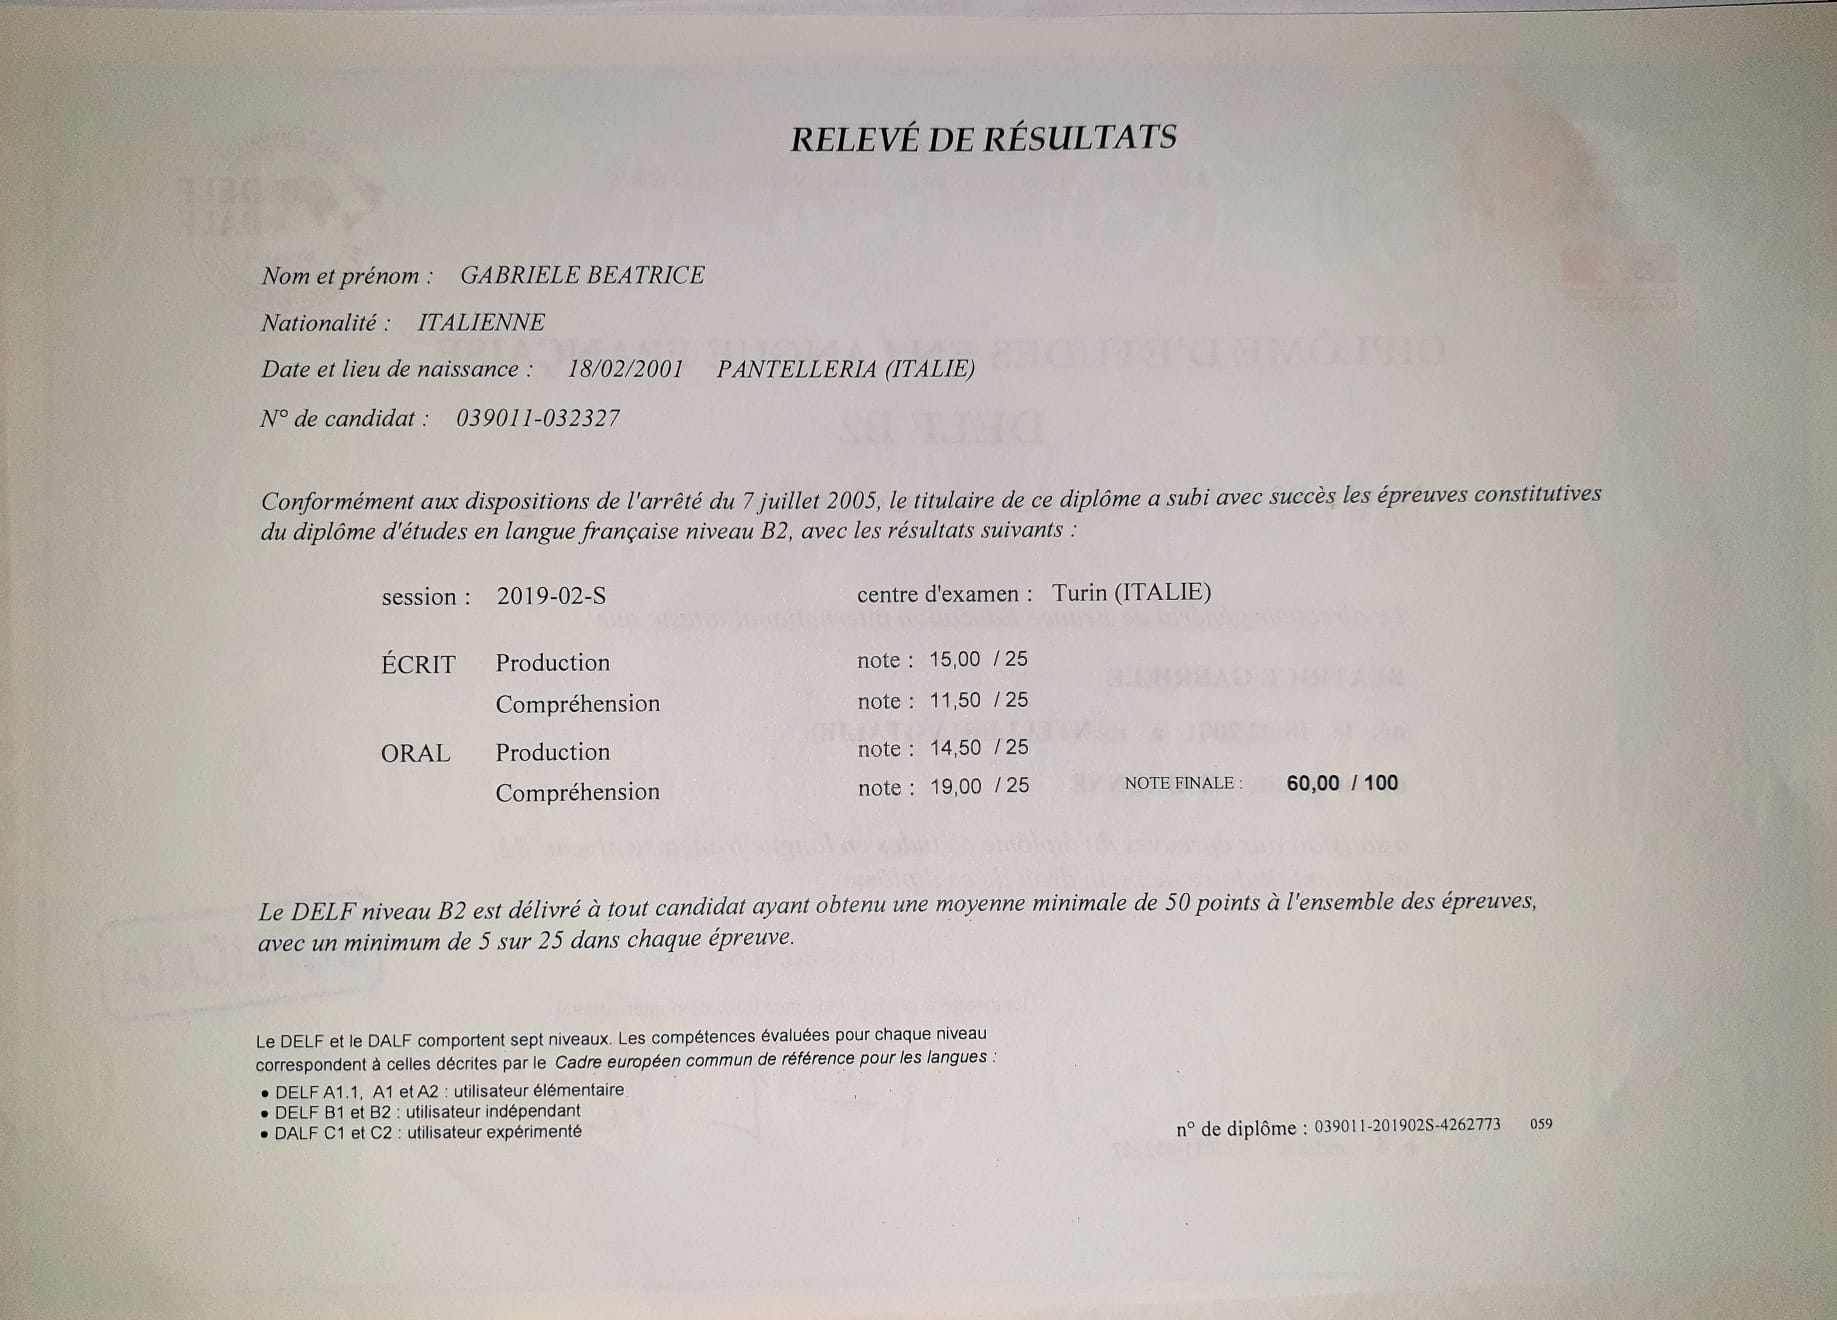 RELEVÉ DE RÉSULTATS
Nom et prénom : GABRIELE BEATRICE
Nationalité : ITALIENNE
Date et lieu de naissance : 18/02/2001 PANTELLERIA (ITALIE)
N° de candidat : 039011-032327
Conformément aux dispositions de l'arrêté du 7 juillet 2005, le titulaire de ce diplôme a subi avec succès les épreuves constitutives
du diplôme d'études en langue française niveau B2, avec les résultats suivants :
session : 2019-02-S centre d'examen : Turin (ITALIE)
ÉCRIT Production note : 15,00 / 25
Compréhension note : 11,50 / 25
ORAL Production note : 14,50 / 25
Compréhension note : 19,00 / 25 NOTE FINALE : 60,00 / 100
Le DELF niveau B2 est délivré à tout candidat ayant obtenu une moyenne minimale de 50 points à l'ensemble des épreuves,
avec un minimum de 5 sur 25 dans chaque épreuve.
Le DELF et le DALF comportent sept niveaux. Les compétences évaluées pour chaque niveau
correspondent à celles décrites par le Cadre européen commun de référence pour les langues :
• DELF A1.1, A1 et A2 : utilisateur élémentaire
• DELF B1 et B2 : utilisateur indépendant
• DALF C1 et C2 : utilisateur expérimenté
n° de diplôme : 039011-201902S-4262773 059